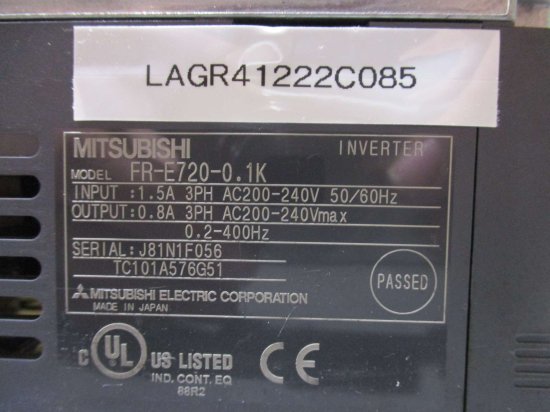 LAGR41222C085
MITSUBISHI INVERTER
MODEL FR-E720-0.1K
INPUT :1.5A 3PH AC200-240V 50/60Hz
OUTPUT:0.8A 3PH AC200-240Vmax
0.2-400Hz
SERIAL:J81N1F056
TC101A576G51
PASSED
MITSUBISHI ELECTRIC CORPORATION
MADE IN JAPAN
C UL US LISTED CE
IND. CONT. EQ
88R2